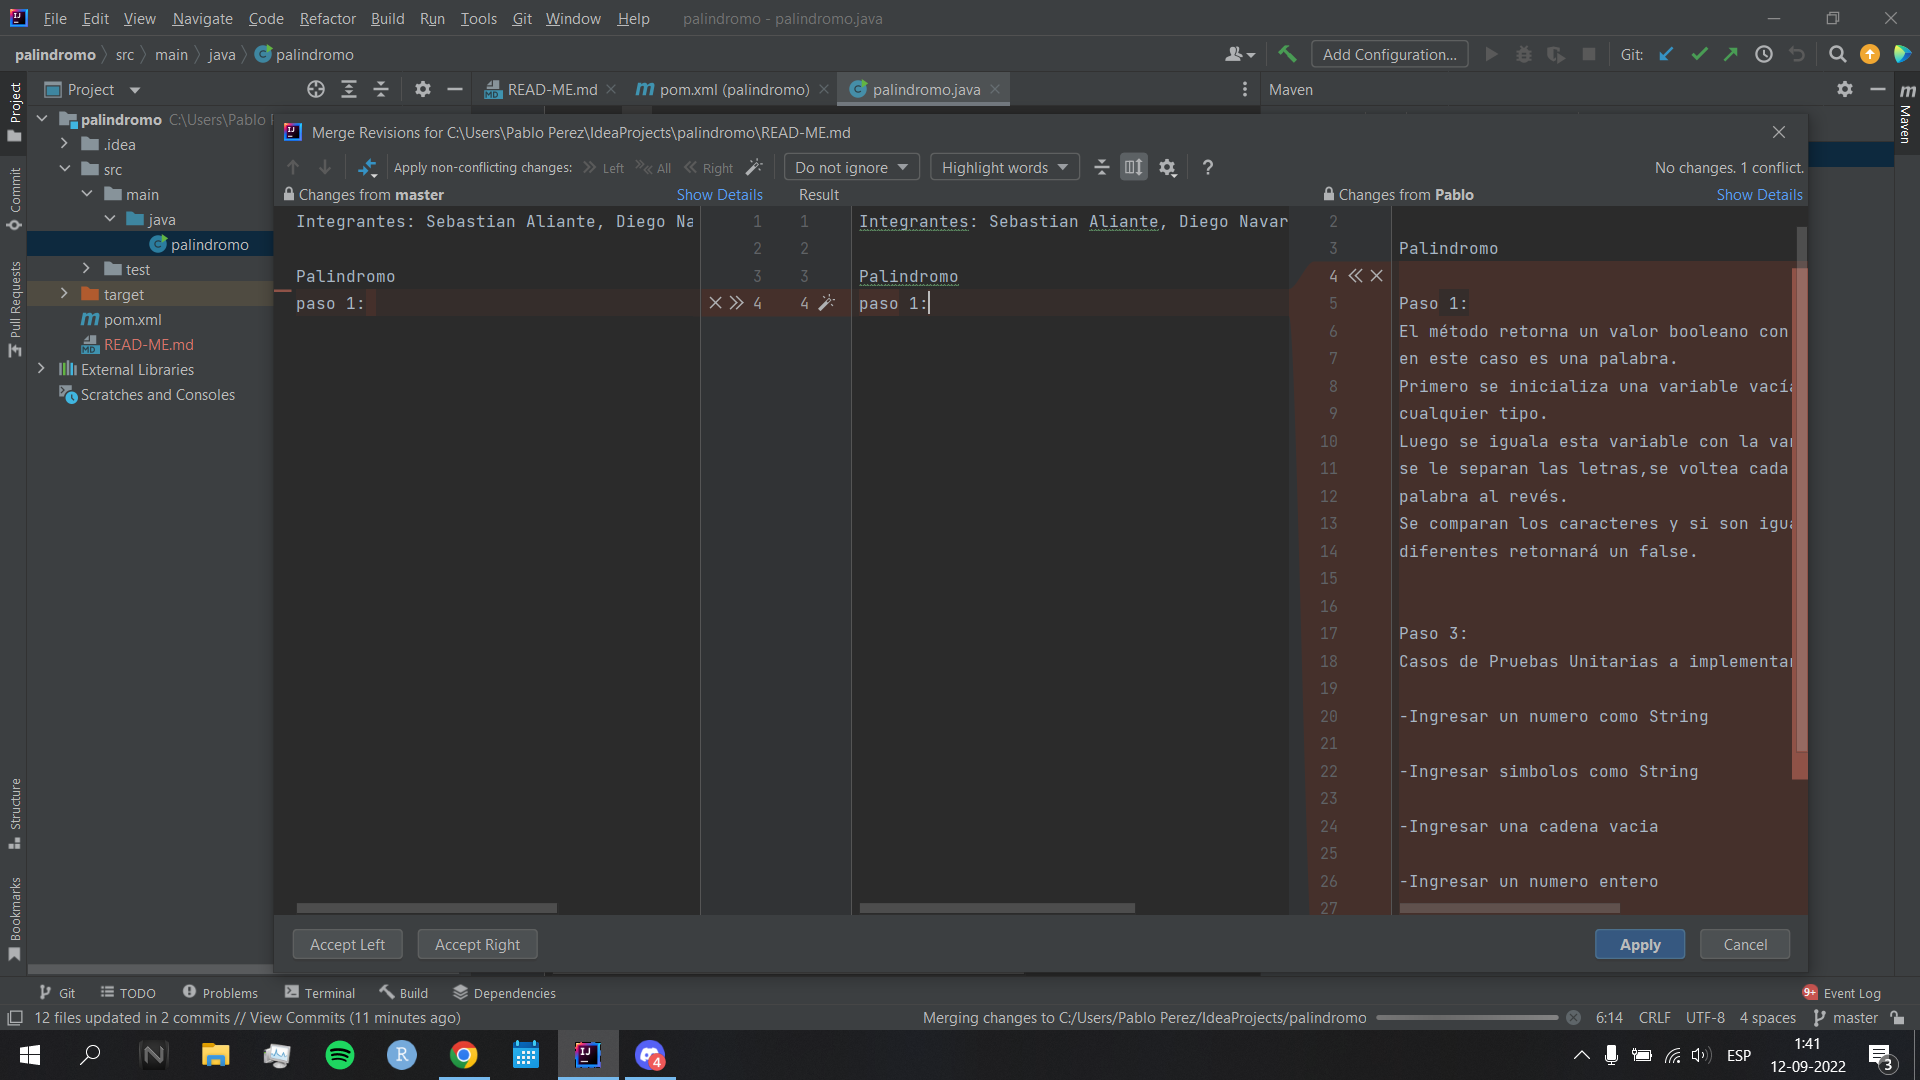 File Edit View Navigate Code Refactor Build Run Tools Git Window Help palindromo - palindromo.java
palindromo src main java palindromo Add Configuration... Git:
Project READ-ME.md pom.xml (palindromo) palindromo.java Maven
Project
Commit
Pull Requests
Structure
Bookmarks
Maven
palindromo C:\Users\Pablo
.idea
src
main
java
palindromo
test
target
pom.xml
READ-ME.md
External Libraries
Scratches and Consoles
Merge Revisions for C:\Users\Pablo Perez\IdeaProjects\palindromo\READ-ME.md
Apply non-conflicting changes: Left All Right Do not ignore Highlight words ? No changes. 1 conflict.
Changes from master Show Details Result Changes from Pablo Show Details
Integrantes: Sebastian Aliante, Diego Na
Palindromo
paso 1:
1
2
3
4
1
2
3
4
Integrantes: Sebastian Aliante, Diego Navar
Palindromo
paso 1:
2
3 Palindromo
4
5 Paso 1:
6 El método retorna un valor booleano con
7 en este caso es una palabra.
8 Primero se inicializa una variable vacía
9 cualquier tipo.
10 Luego se iguala esta variable con la va
11 se le separan las letras,se voltea cada
12 palabra al revés.
13 Se comparan los caracteres y si son igu
14 diferentes retornará un false.
15
16
17 Paso 3:
18 Casos de Pruebas Unitarias a implementa
19
20 -Ingresar un numero como String
21
22 -Ingresar simbolos como String
23
24 -Ingresar una cadena vacia
25
26 -Ingresar un numero entero
27
Accept Left Accept Right Apply Cancel
Git TODO Problems Terminal Build Dependencies 9+ Event Log
12 files updated in 2 commits // View Commits (11 minutes ago) Merging changes to C:/Users/Pablo Perez/IdeaProjects/palindromo 6:14 CRLF UTF-8 4 spaces master
4 ESP 1:41
12-09-2022 3